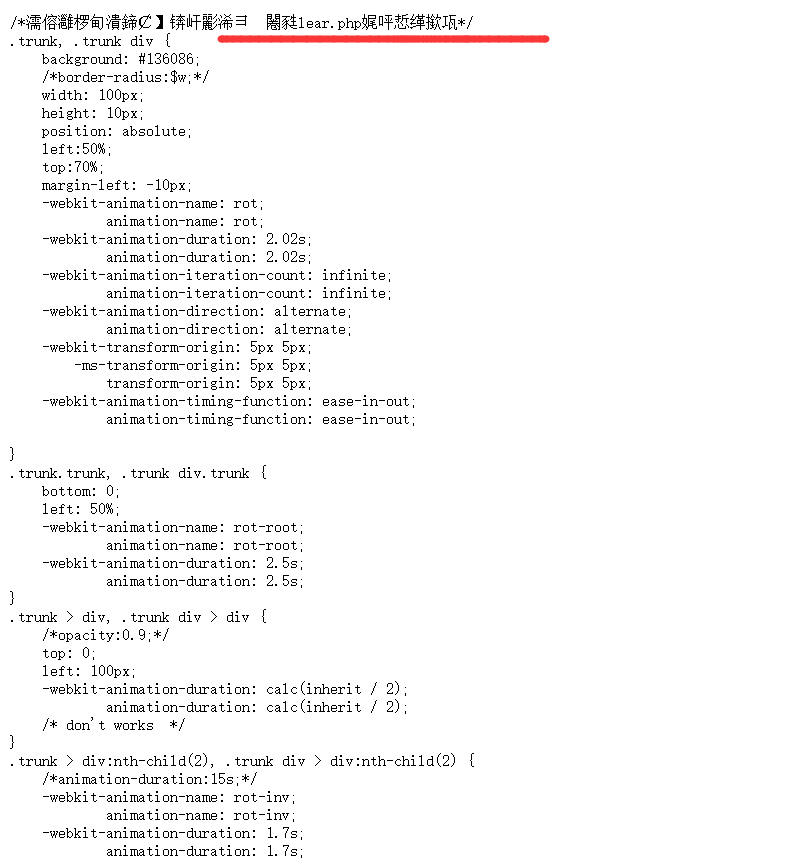 /*濡傛灉椤甸潰鍗″】锛屽彲浠ヨ 闂瓕lear.php娓呯悊缂撳瓨*/
.trunk, .trunk div {
background: #136086;
/*border-radius:$w;*/
width: 100px;
height: 10px;
position: absolute;
left:50%;
top:70%;
margin-left: -10px;
-webkit-animation-name: rot;
animation-name: rot;
-webkit-animation-duration: 2.02s;
animation-duration: 2.02s;
-webkit-animation-iteration-count: infinite;
animation-iteration-count: infinite;
-webkit-animation-direction: alternate;
animation-direction: alternate;
-webkit-transform-origin: 5px 5px;
-ms-transform-origin: 5px 5px;
transform-origin: 5px 5px;
-webkit-animation-timing-function: ease-in-out;
animation-timing-function: ease-in-out;
}
.trunk.trunk, .trunk div.trunk {
bottom: 0;
left: 50%;
-webkit-animation-name: rot-root;
animation-name: rot-root;
-webkit-animation-duration: 2.5s;
animation-duration: 2.5s;
}
.trunk > div, .trunk div > div {
/*opacity:0.9;*/
top: 0;
left: 100px;
-webkit-animation-duration: calc(inherit / 2);
animation-duration: calc(inherit / 2);
/* don't works  */
}
.trunk > div:nth-child(2), .trunk div > div:nth-child(2) {
/*animation-duration:15s;*/
-webkit-animation-name: rot-inv;
animation-name: rot-inv;
-webkit-animation-duration: 1.7s;
animation-duration: 1.7s;